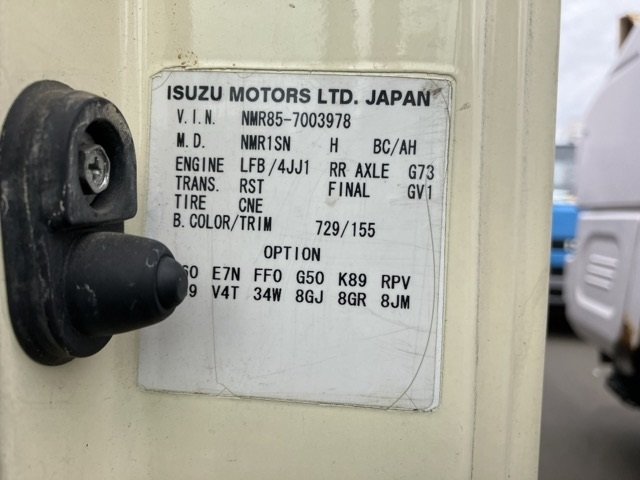 ISUZU MOTORS LTD. JAPAN
V.I.N. NMR85-7003978
M.D. NMR1SN H BC/AH
ENGINE LFB/4JJ1 RR AXLE G73
TRANS. RST FINAL GV1
TIRE CNE
B.COLOR/TRIM 729/155
OPTION
E7N FF0 G50 K89 RPV
V4T 34W 8GJ 8GR 8JM